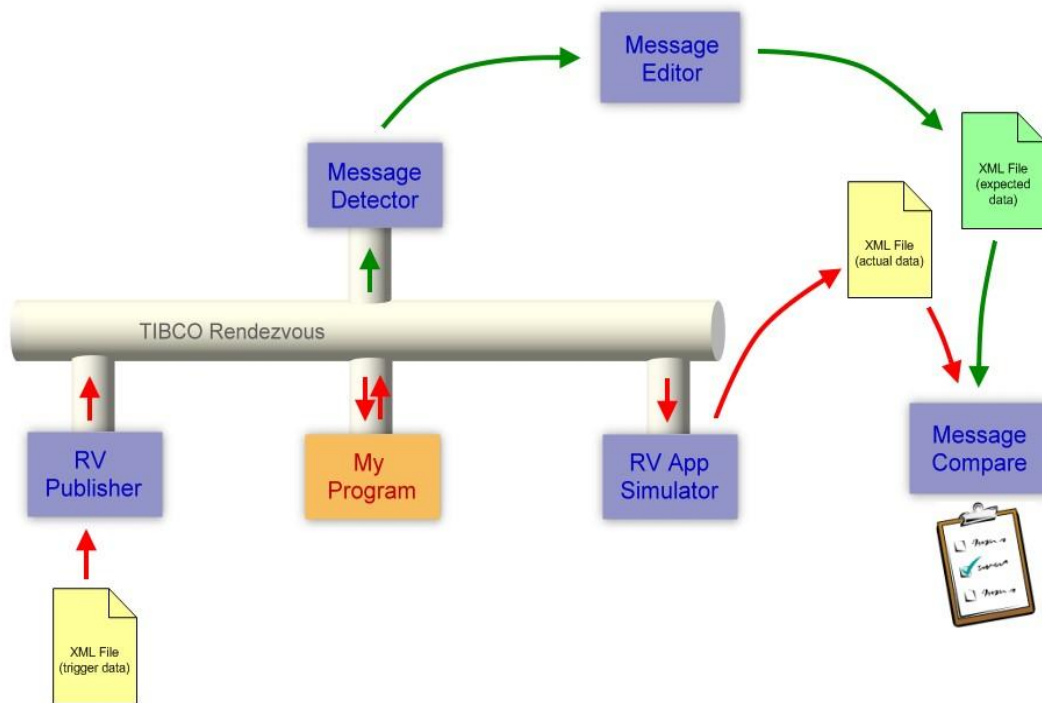 Message
Editor
Message
Detector
XML File
(expected
data)
XML File
(actual data)
TIBCO Rendezvous
RV
Publisher
My
Program
RV App
Simulator
Message
Compare
XML File
(trigger data)